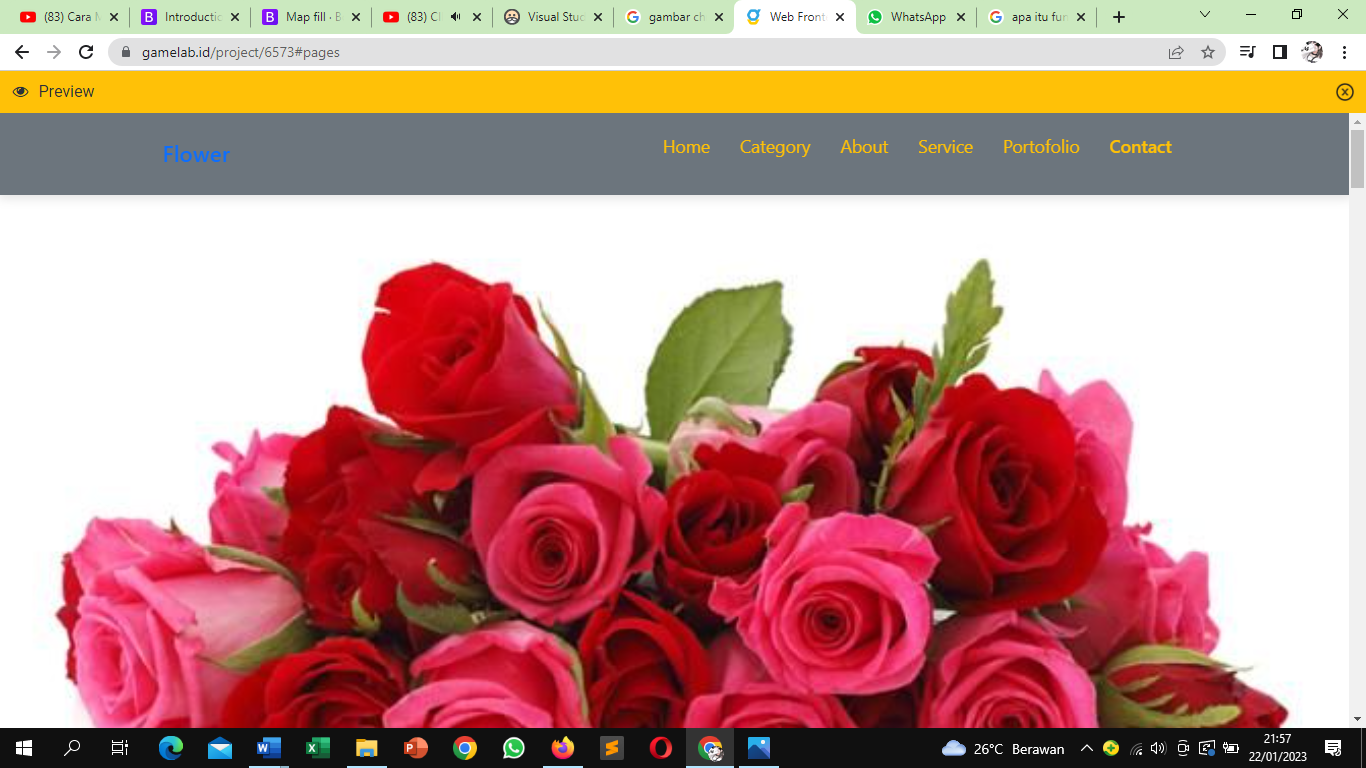 (83) Cara M
Introductio
Map fill · B
(83) Cl
Visual Stud
gambar ch
Web Front
WhatsApp
apa itu fun
gamelab.id/project/6573#pages
Preview
Flower
Home
Category
About
Service
Portofolio
Contact
26°C Berawan
21:57
22/01/2023